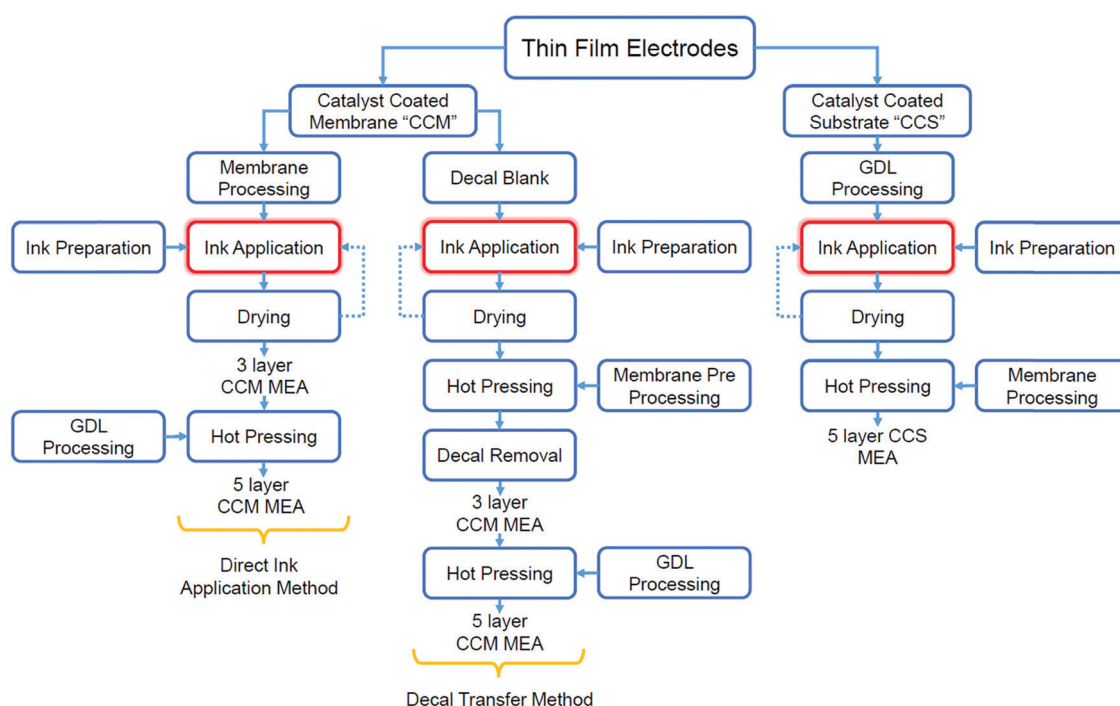 Thin Film Electrodes
Catalyst Coated
Membrane “CCM”
Catalyst Coated
Substrate “CCS”
Membrane
Processing
Decal Blank
GDL
Processing
Ink Preparation
Ink Application
Ink Application
Ink Preparation
Ink Application
Ink Preparation
Drying
Drying
Drying
3 layer
CCM MEA
Hot Pressing
Membrane Pre
Processing
Hot Pressing
Membrane
Processing
GDL
Processing
Hot Pressing
Decal Removal
5 layer CCS
MEA
5 layer
CCM MEA
3 layer
CCM MEA
Direct Ink
Application Method
Hot Pressing
GDL
Processing
5 layer
CCM MEA
Decal Transfer Method